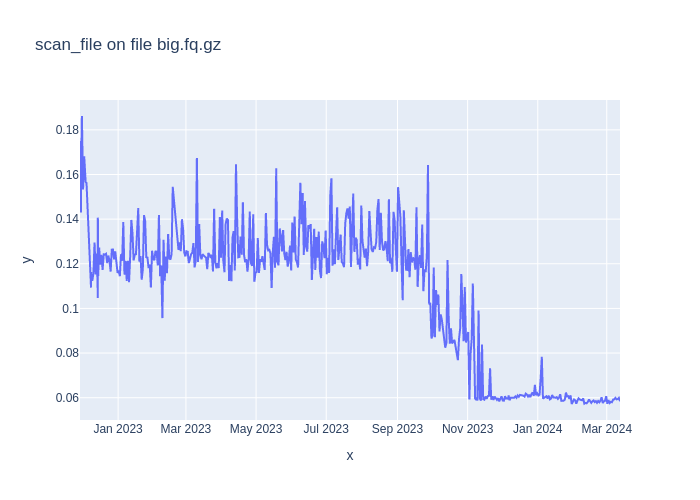 scan_file on file big.fq.gz
0.18
0.16
0.14
0.12
0.1
0.08
0.06
y
Jan 2023 Mar 2023 May 2023 Jul 2023 Sep 2023 Nov 2023 Jan 2024 Mar 2024
x